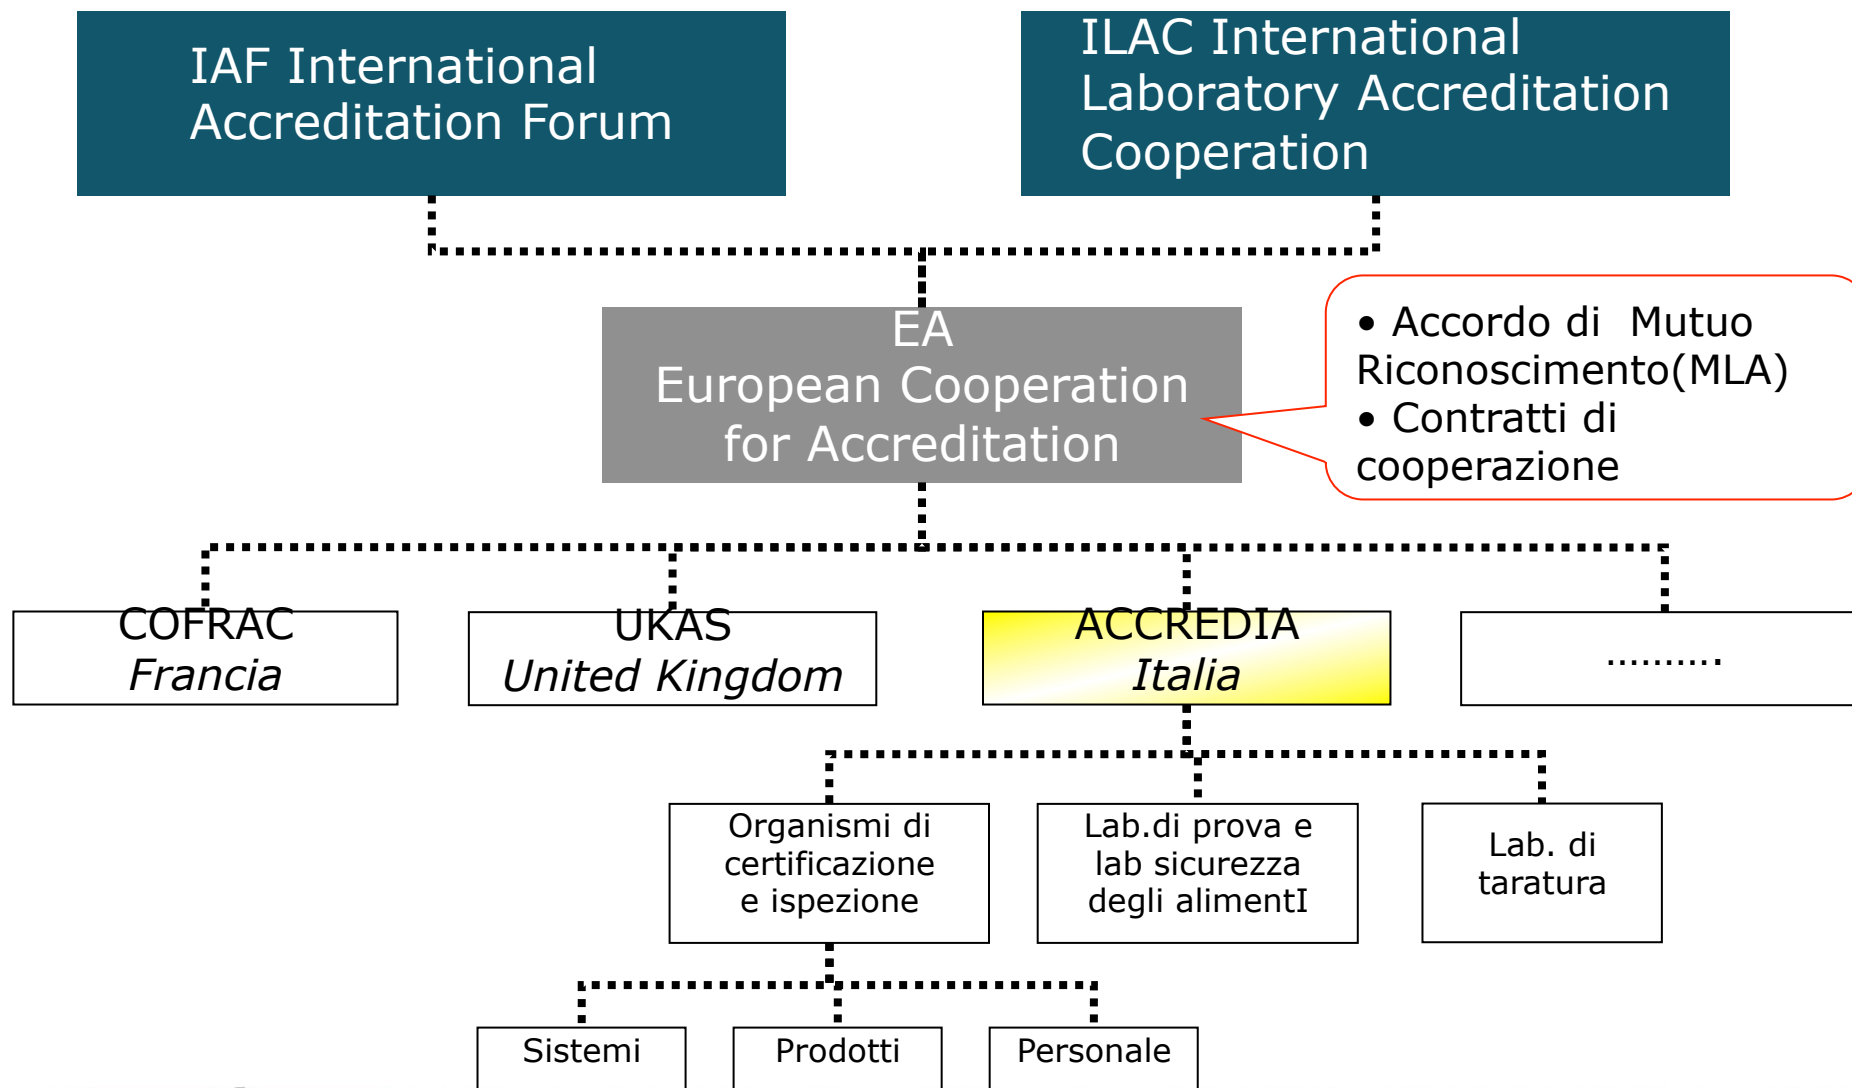 IAF International
Accreditation Forum
ILAC International
Laboratory Accreditation
Cooperation
EA
European Cooperation
for Accreditation
• Accordo di  Mutuo
Riconoscimento(MLA)
• Contratti di
cooperazione
COFRAC
Francia
UKAS
United Kingdom
ACCREDIA
Italia
..........
Organismi di
certificazione
e ispezione
Lab.di prova e
lab sicurezza
degli alimentI
Lab. di
taratura
Sistemi
Prodotti
Personale